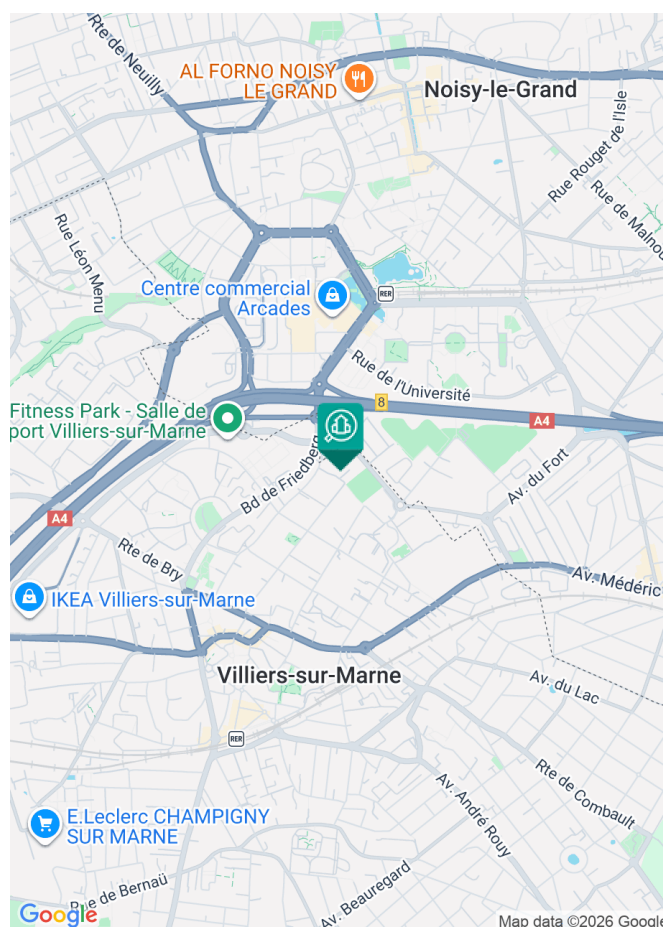 Rte de Neuilly
AL FORNO NOISY
LE GRAND
Noisy-le-Grand
Rue Rouget de l'Isle
Rue de Malnou
Rue Léon Menu
Centre commercial
Arcades
RER
Rue de l'Université
8
A4
Fitness Park - Salle de
port Villiers-sur-Marne
Bd de Friedberg
Av. du Fort
A4
Rte de Bry
Av. Médéric
IKEA Villiers-sur-Marne
Villiers-sur-Marne
Av. du Lac
RER
Rte de Combault
E.Leclerc CHAMPIGNY
SUR MARNE
Av. André Rouy
Rue de Bernaü
Av. Beauregard
Google
Map data ©2026 Google